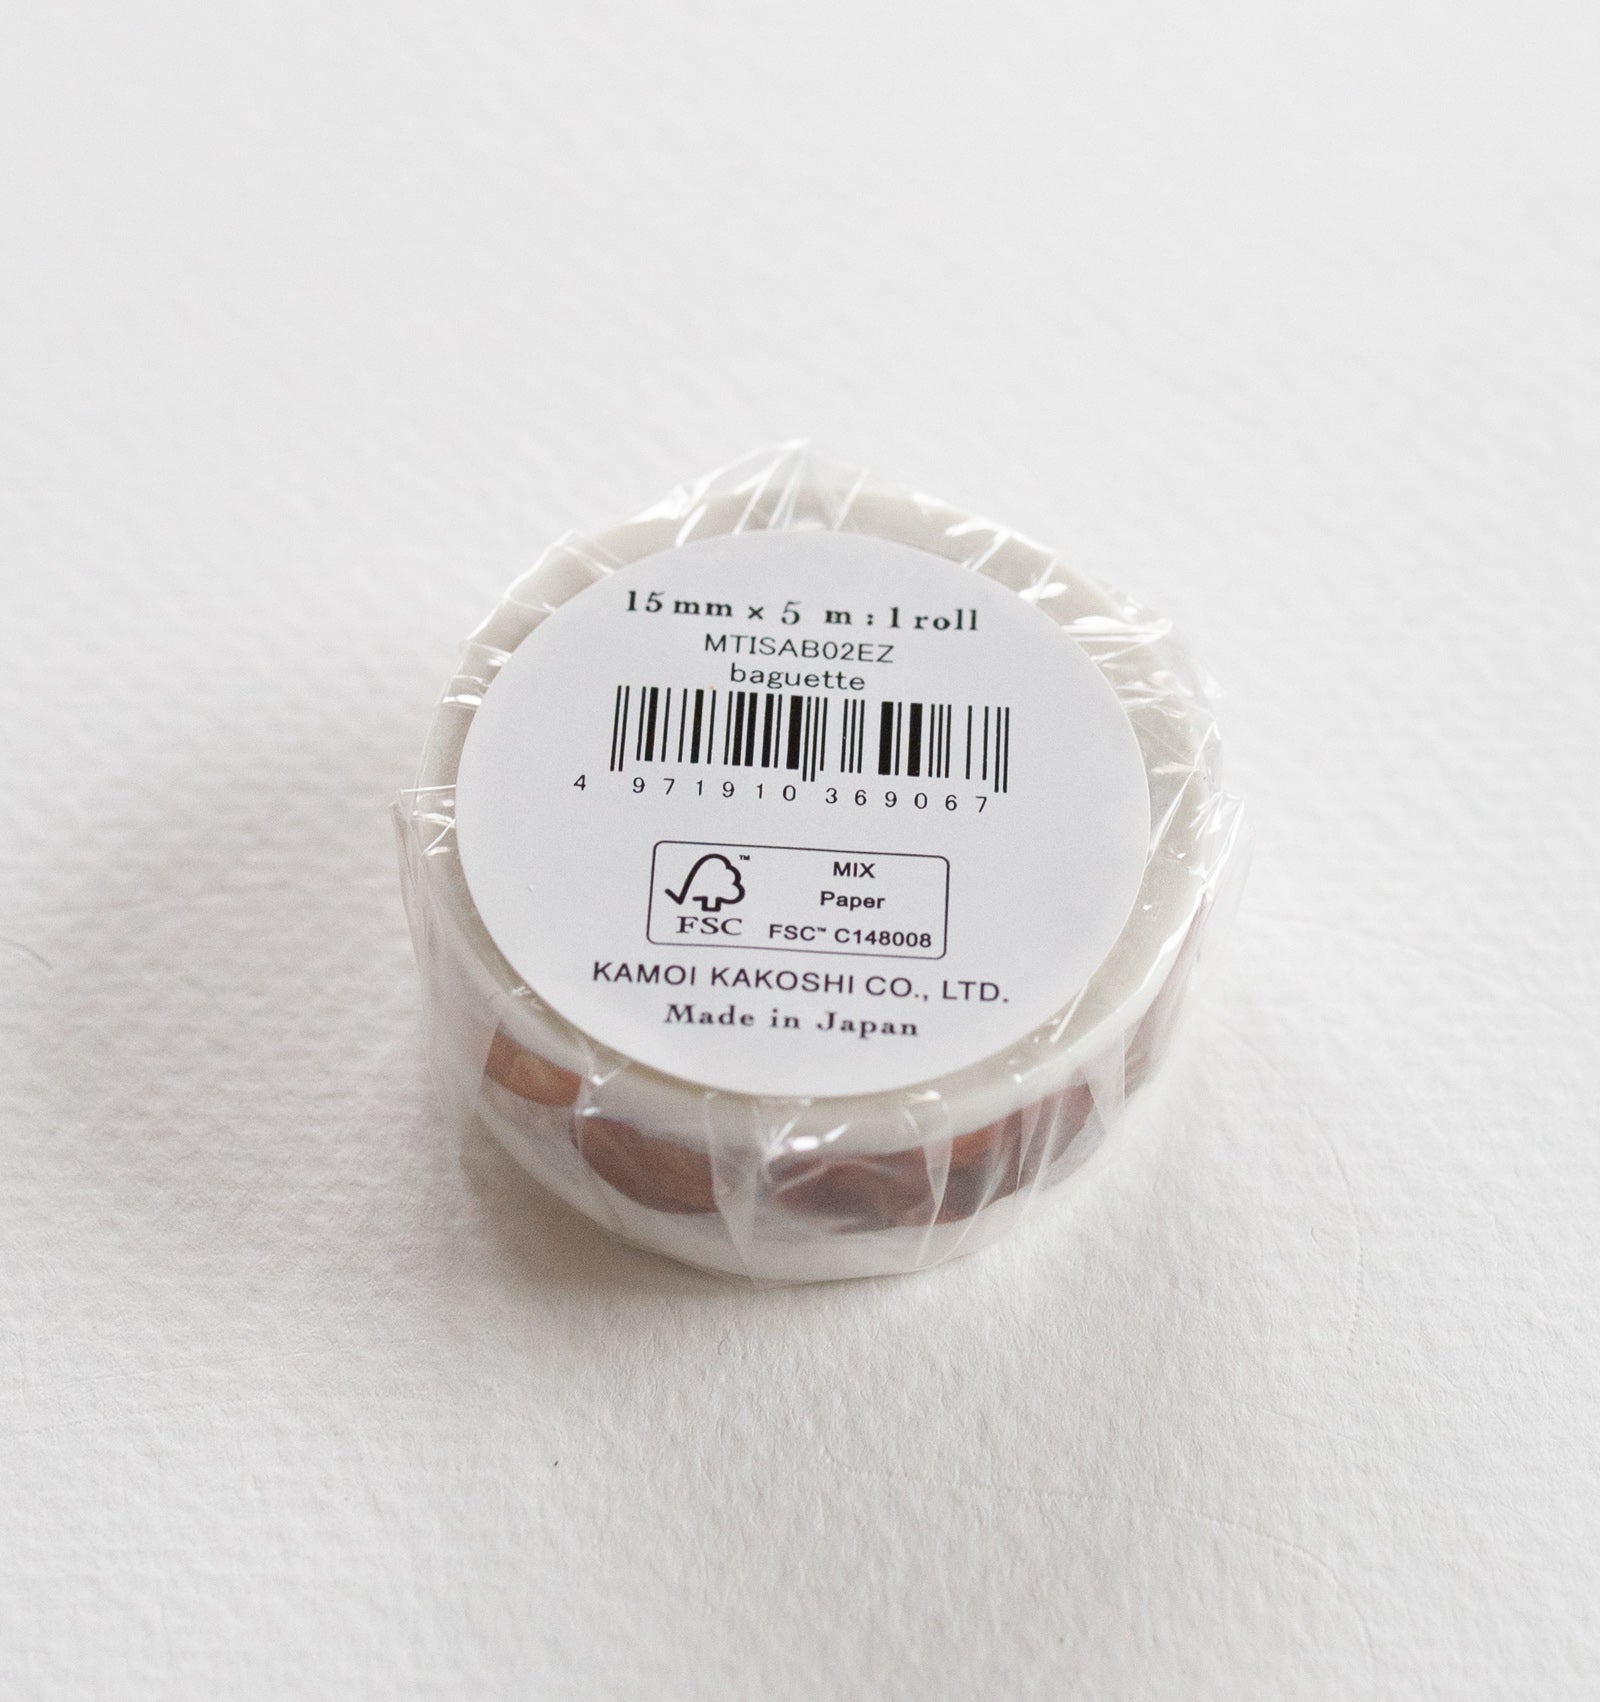 15mm × 5 m : 1 roll
MTISAB02EZ
baguette
4 971910 369067
™
MIX
Paper
FSC
FSC™ C148008
KAMOI KAKOSHI CO., LTD.
Made in Japan